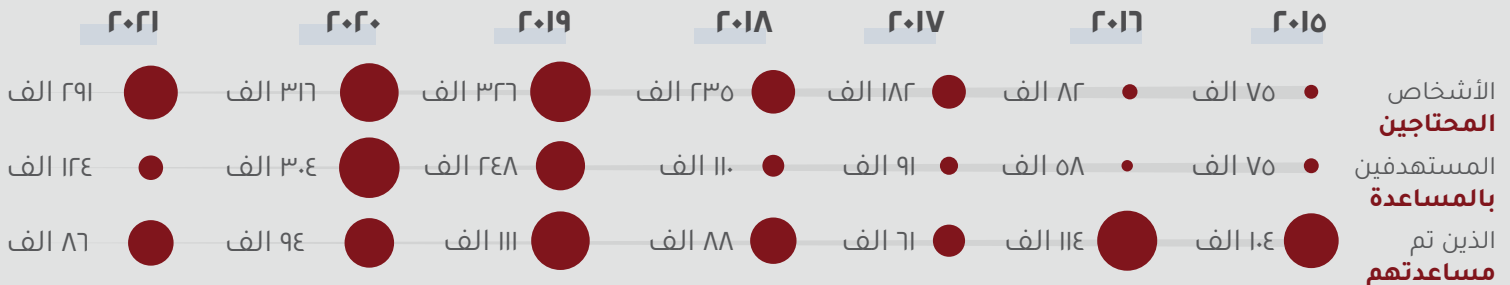 ٢٠١٥ ٢٠١٦ ٢٠١٧ ٢٠١٨ ٢٠١٩ ٢٠٢٠ ٢٠٢١
الأشخاص
المحتاجين
٧٥ الف ٨٢ الف ١٨٢ الف ٢٣٥ الف ٣٢٦ الف ٣١٦ الف ٢٩١ الف
المستهدفين
بالمساعدة
٧٥ الف ٥٨ الف ٩١ الف ١١٠ الف ٢٤٨ الف ٣٠٤ الف ١٢٤ الف
الذين تم
مساعدتهم
١٠٤ الف ١١٤ الف ٦١ الف ٨٨ الف ١١١ الف ٩٤ الف ٨٦ الف